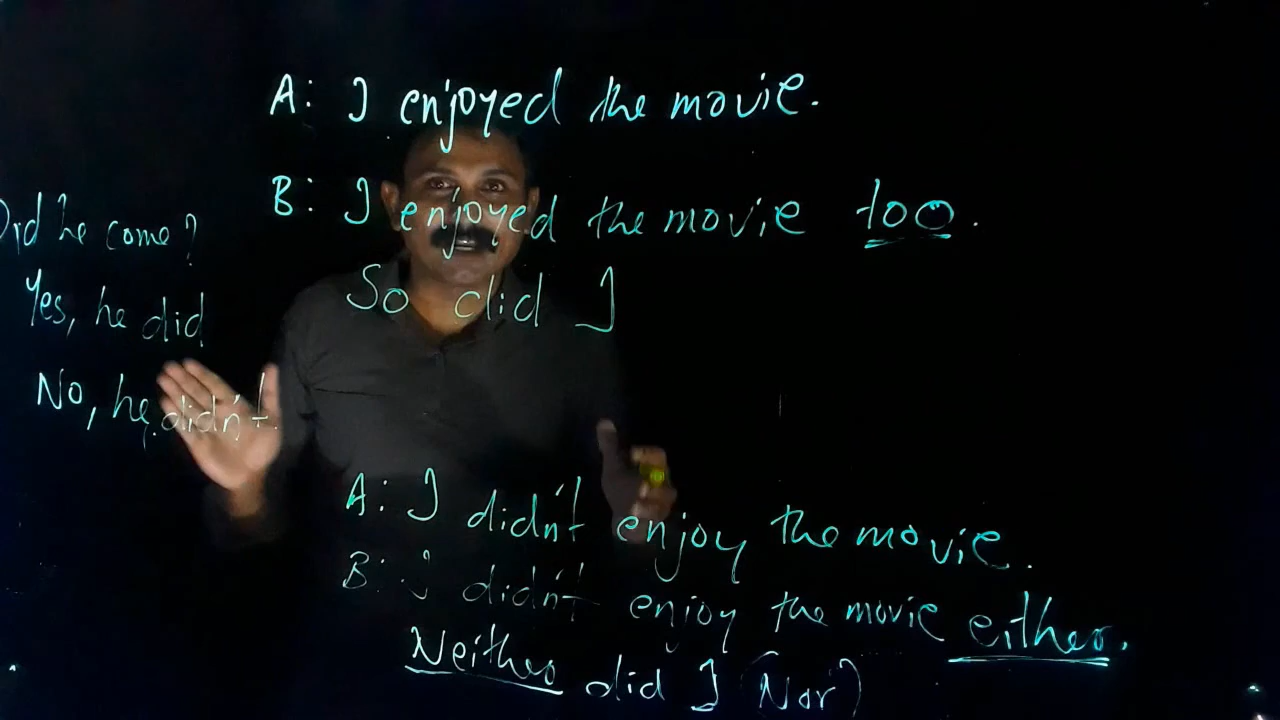 A: I enjoyed the movie.
B: I enjoyed the movie too.
So did I
Did he come?
Yes, he did
No, he didn't.
A: I didn't enjoy the movie.
B: I didn't enjoy the movie either.
Neither did I (Nor)